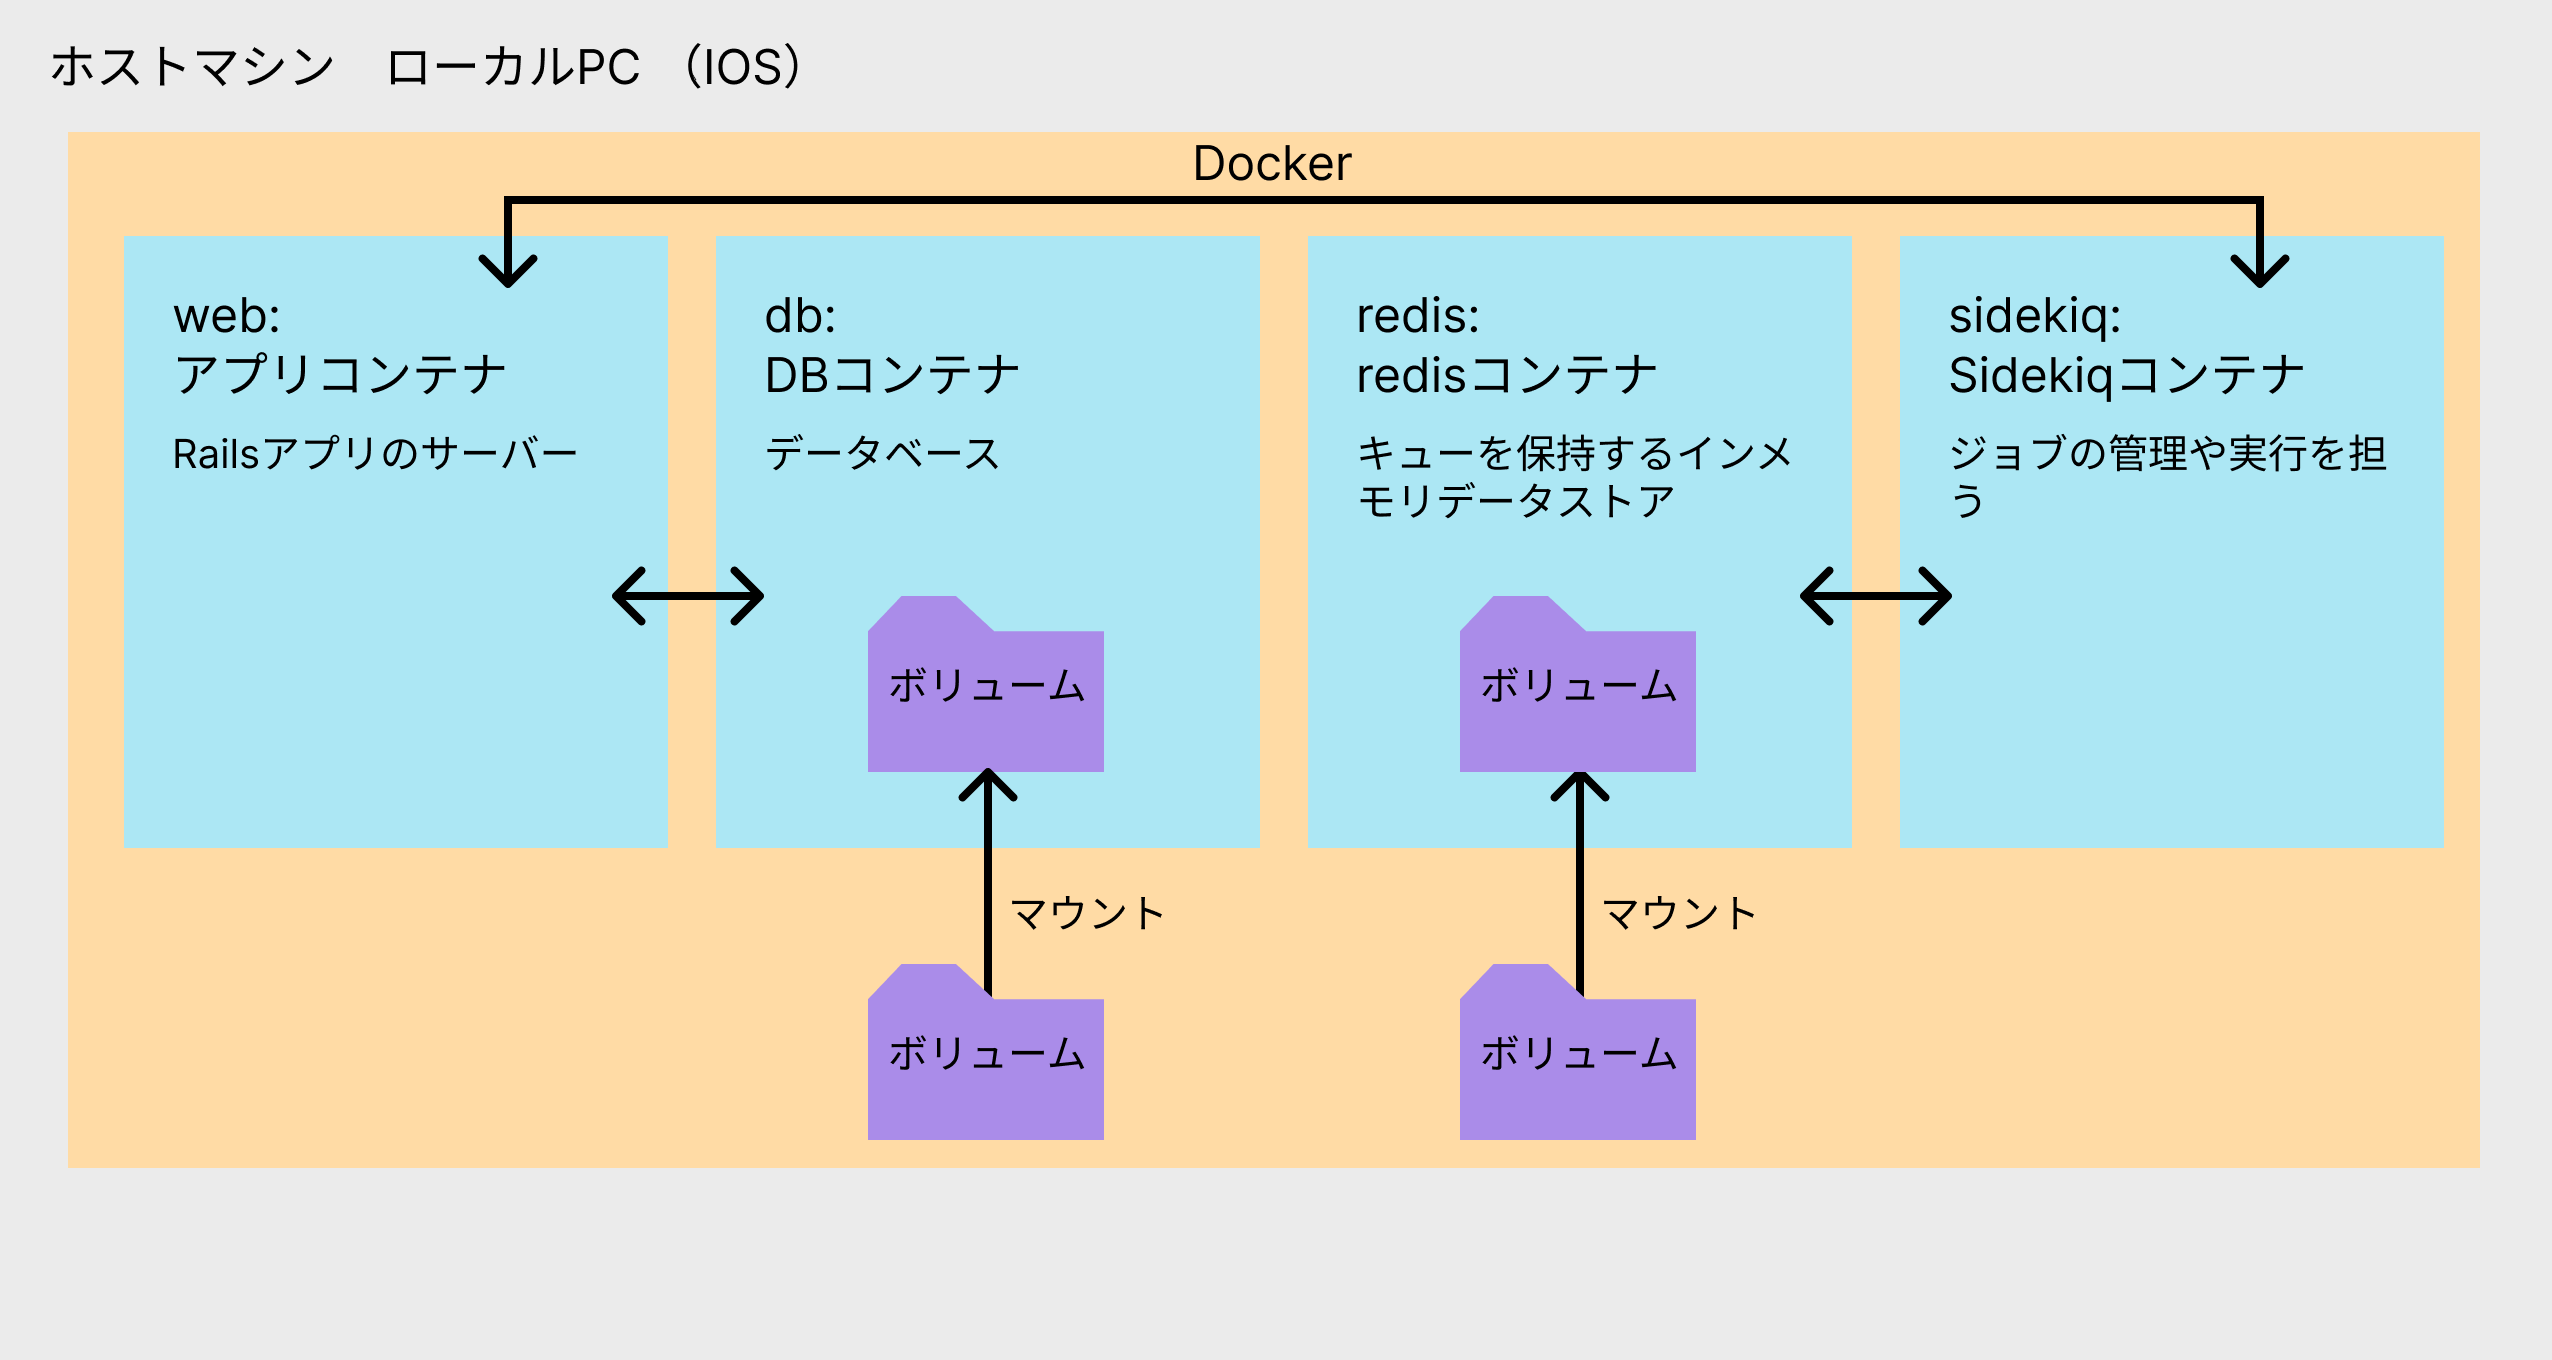 ホストマシン　ローカルPC （IOS）
Docker
web:
アプリコンテナ
Railsアプリのサーバー
db:
DBコンテナ
データベース
redis:
redisコンテナ
キューを保持するインメ
モリデータストア
sidekiq:
Sidekiqコンテナ
ジョブの管理や実行を担
う
ボリューム
ボリューム
マウント
マウント
ボリューム
ボリューム